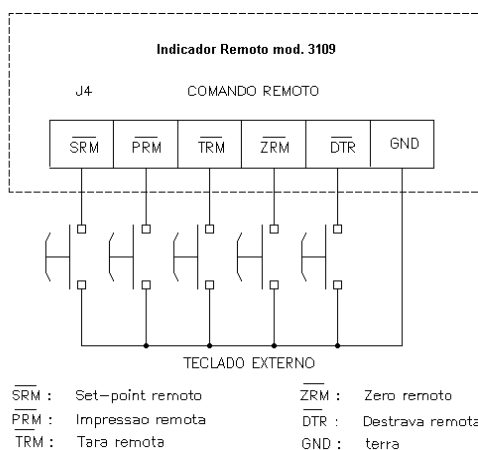 Indicador Remoto mod. 3109
J4 COMANDO REMOTO
SRM PRM TRM ZRM DTR GND
TECLADO EXTERNO
SRM : Set-point remoto ZRM : Zero remoto
PRM : Impressao remota DTR : Destrava remota
TRM : Tara remota GND : terra